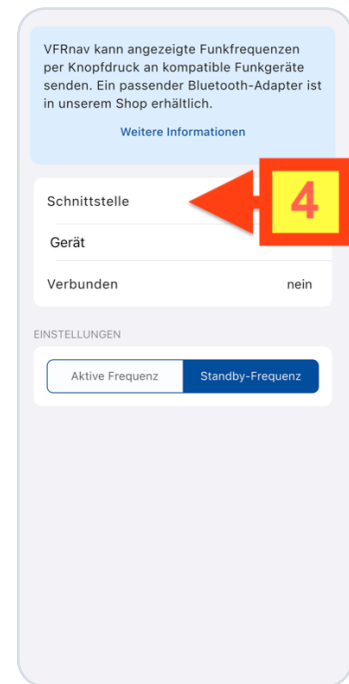 VFRnav kann angezeigte Funkfrequenzen
per Knopfdruck an kompatible Funkgeräte
senden. Ein passender Bluetooth-Adapter ist
in unserem Shop erhältlich.
Weitere Informationen
Schnittstelle
4
Gerät
Verbunden nein
EINSTELLUNGEN
Aktive Frequenz Standby-Frequenz